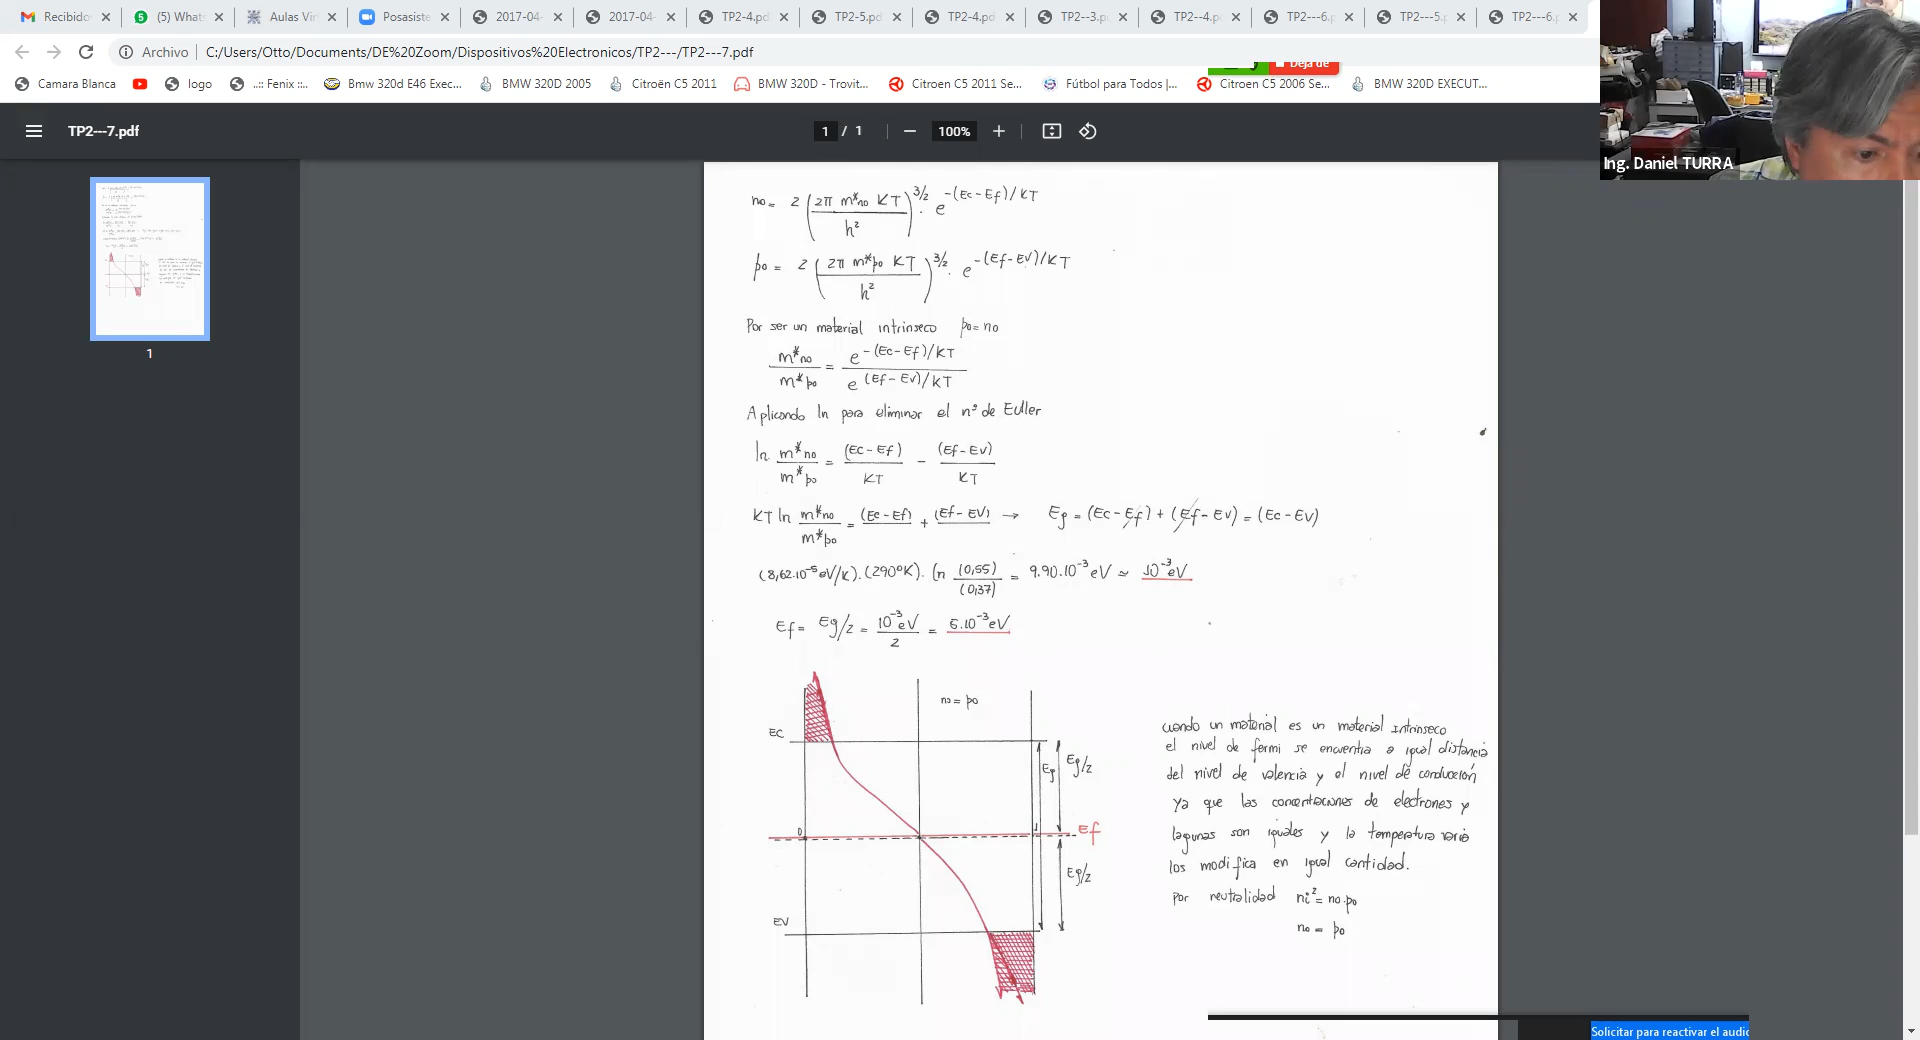 Recibido
(5) Whats
Aulas Vir
Posasiste
2017-04-
2017-04-
TP2-4.pd
TP2-5.pd
TP2-4.pd
TP2--3.p
TP2--4.p
TP2---6.
TP2---5.
TP2---6.
Archivo C:/Users/Otto/Documents/DE%20Zoom/Dispositivos%20Electronicos/TP2---/TP2---7.pdf
Camara Blanca
logo
..:: Fenix ::..
Bmw 320d E46 Exec...
BMW 320D 2005
Citroën C5 2011
BMW 320D - Trovit...
Citroen C5 2011 Se...
Fútbol para Todos |...
Citroen C5 2006 Se...
BMW 320D EXECUT...
Deja de
TP2---7.pdf
1 / 1
100%
Ing. Daniel TURRA
1
no = 2 (2π m*no KT / h²)^3/2 . e^-(Ec-Ef)/KT
po = 2 (2π m*po KT / h²)^3/2 . e^-(Ef-EV)/KT
Por ser un material intrinseco po=no
m*no / m*po = e^-(Ec-Ef)/KT / e^(Ef-EV)/KT
Aplicando ln para eliminar el nº de Euller
ln m*no / m*po = (Ec-Ef) / KT - (Ef-EV) / KT
KT ln m*no / m*po = (Ec-Ef) + (Ef-EV) → Eg = (Ec-Ef) + (Ef-EV) = (Ec-EV)
(8,62.10^-5 eV/K).(290°K). ln (0,55) / (0,37) = 9.90.10^-3 eV ≃ 10^-3 eV
Ef = Eg/2 = 10^-3 eV / 2 = 5.10^-3 eV
no = po
EC
Eg
Eg/2
0
1
Ef
Eg/2
EV
cuando un material es un material intrinseco
el nivel de fermi se encuentra a igual distancia
del nivel de valencia y el nivel de conducción
ya que las concentraciones de electrones y
lagunas son iguales y la temperatura varia
los modifica en igual cantidad.
Por neutralidad ni² = no.po
no = po
Solicitar para reactivar el audio